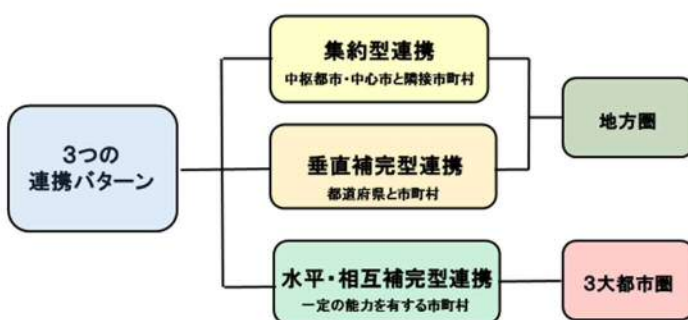 3つの
連携パターン
集約型連携
中枢都市・中心市と隣接市町村
垂直補完型連携
都道府県と市町村
水平・相互補完型連携
一定の能力を有する市町村
地方圏
3大都市圏